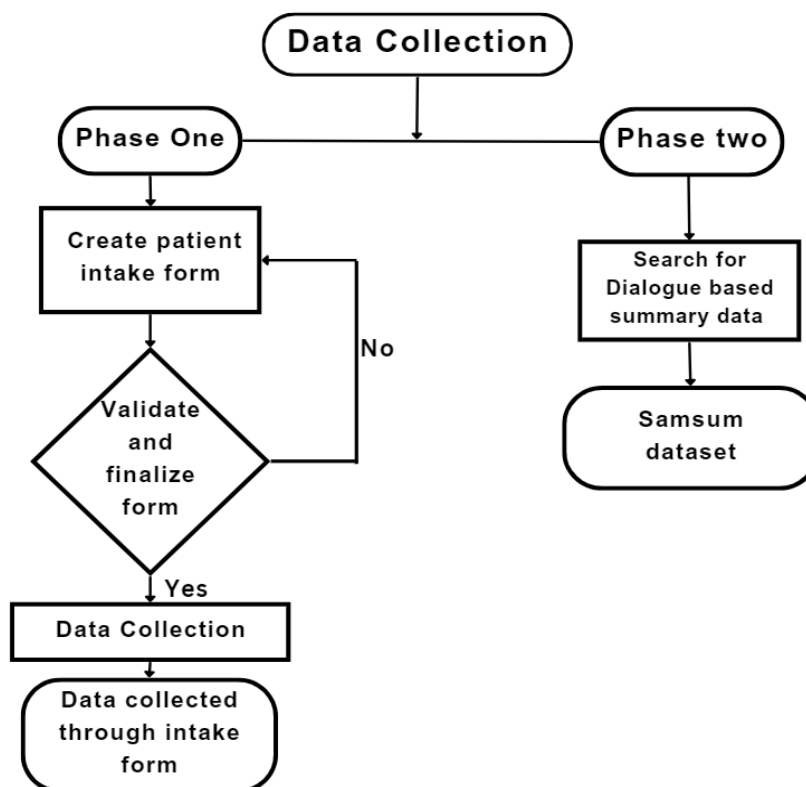 Data Collection
Phase One
Phase two
Create patient
intake form
Search for
Dialogue based
summary data
No
Validate
and
finalize
form
Samsum
dataset
Yes
Data Collection
Data collected
through intake
form